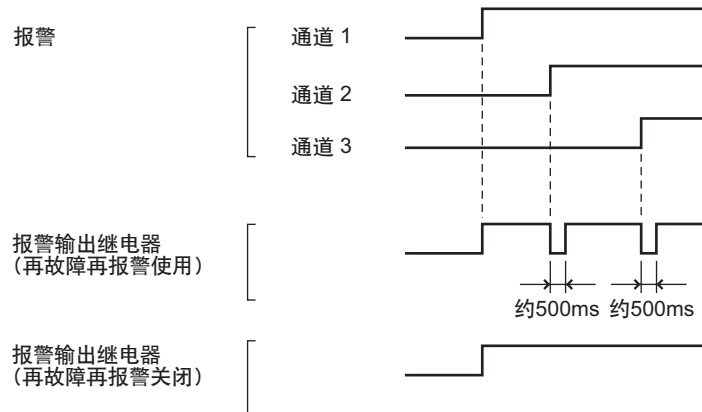 报警
通道 1
通道 2
通道 3
报警输出继电器
（再故障再报警使用）
约500ms 约500ms
报警输出继电器
（再故障再报警关闭）